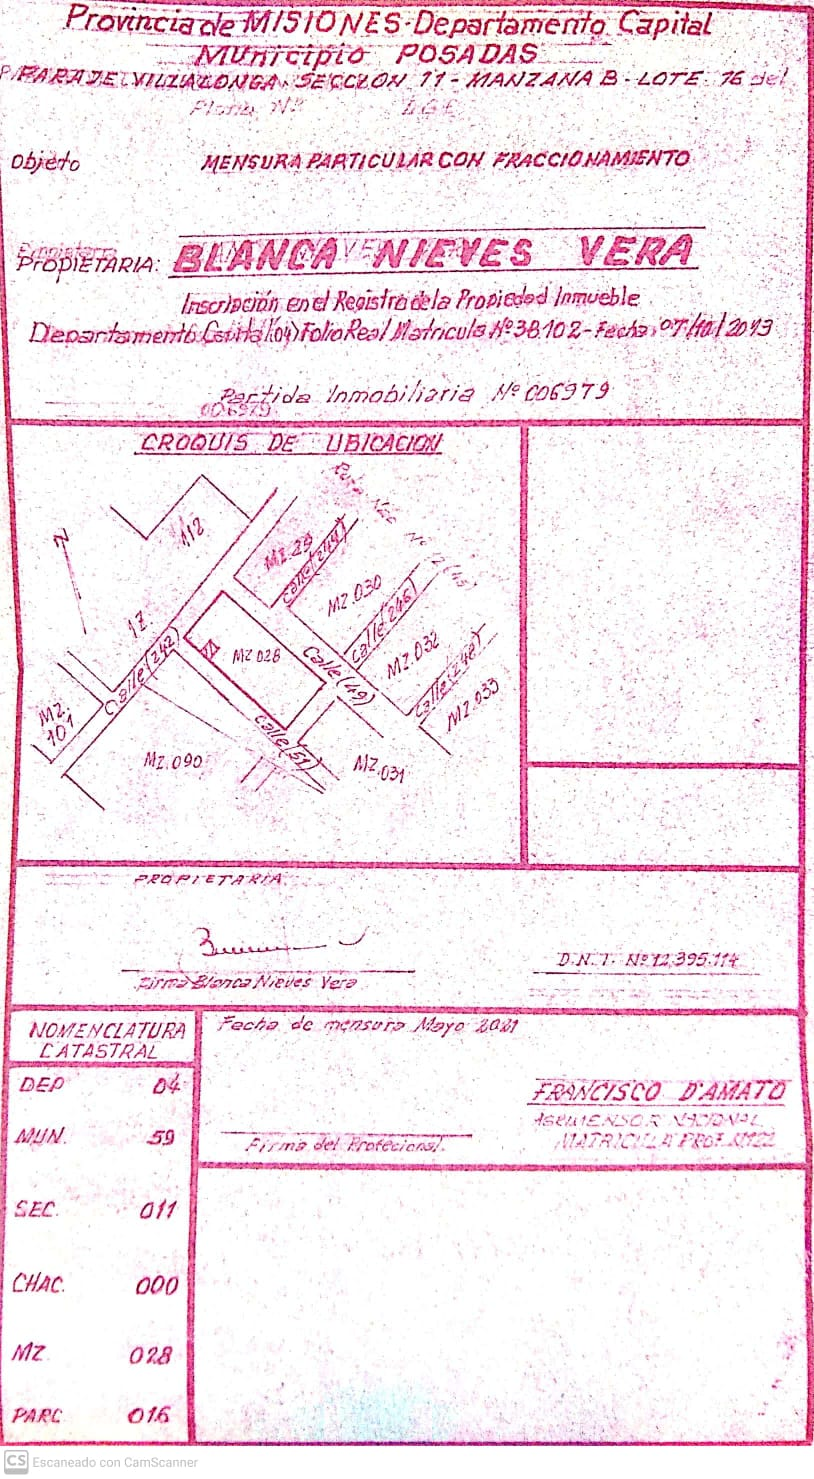 Provincia de MISIONES - Departamento Capital
Municipio POSADAS
PARAJE VILLALONGA - SECCION 11 - MANZANA B - LOTE 16 del
Plano Nº
Objeto MENSURA PARTICULAR CON FRACCIONAMIENTO
PropIETARIA: BLANCA NIEVES VERA
Inscripción en el Registro de la Propiedad Inmueble
Departamento Capital (04) Folio Real Matricula Nº 38.102 - Fecha: 07/10/2013
Partida Inmobiliaria Nº 006979
006979
CROQUIS DE UBICACION
N
112
Mz.29
Calle(244)
MZ.030
Calle(246)
17
Calle(242)
MZ 028
Calle(49)
MZ.032
Calle(248)
MZ.033
MZ.
101
Calle(51)
MZ.090
MZ.031
PROPIETARIA
Firma Blanca Nieves Vera
D.N.I. Nº 12.395.114
NOMENCLATURA
CATASTRAL
DEP 04
MUN. 59
SEC. 011
CHAC. 000
MZ 028
PARC 016
Fecha de mensura Mayo 2021
Firma del Profecional.
FRANCISCO D'AMATO
AGRIMENSOR NACIONAL
MATRICULA PROF.
CS Escaneado con CamScanner